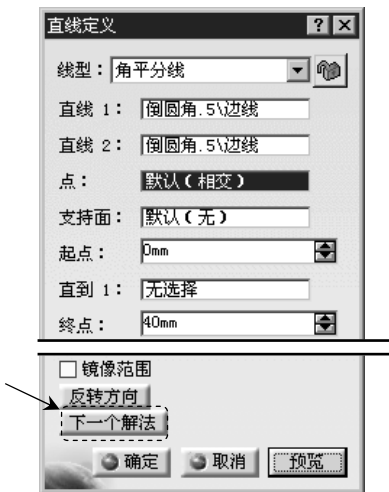 直线定义
线型：角平分线
直线 1： 倒圆角.5\边线
直线 2： 倒圆角.5\边线
点： 默认(相交)
支持面： 默认(无)
起点： 0mm
直到 1： 无选择
终点： 40mm
镜像范围
反转方向
下一个解法
确定 取消 预览